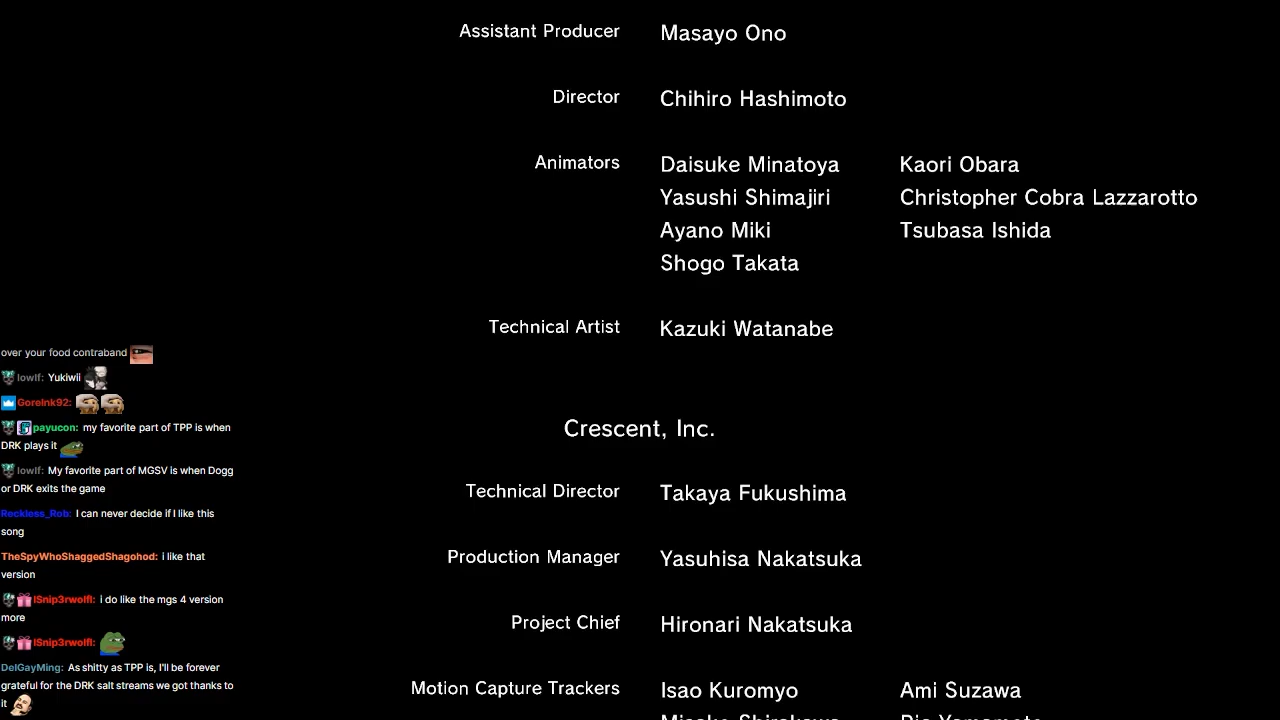 Assistant Producer Masayo Ono
Director Chihiro Hashimoto
Animators Daisuke Minatoya Kaori Obara
Yasushi Shimajiri Christopher Cobra Lazzarotto
Ayano Miki Tsubasa Ishida
Shogo Takata
Technical Artist Kazuki Watanabe
Crescent, Inc.
Technical Director Takaya Fukushima
Production Manager Yasuhisa Nakatsuka
Project Chief Hironari Nakatsuka
Motion Capture Trackers Isao Kuromyo Ami Suzawa
over your food contraband
lowlf: Yukiwii
GoreInk92:
payucon: my favorite part of TPP is when
DRK plays it
lowlf: My favorite part of MGSV is when Dogg
or DRK exits the game
Reckless_Rob: I can never decide if I like this
song
TheSpyWhoShaggedShagohod: i like that
version
ISnip3rwolfI: i do like the mgs 4 version
more
ISnip3rwolfI:
DelGayMing: As shitty as TPP is, I'll be forever
grateful for the DRK salt streams we got thanks to
it